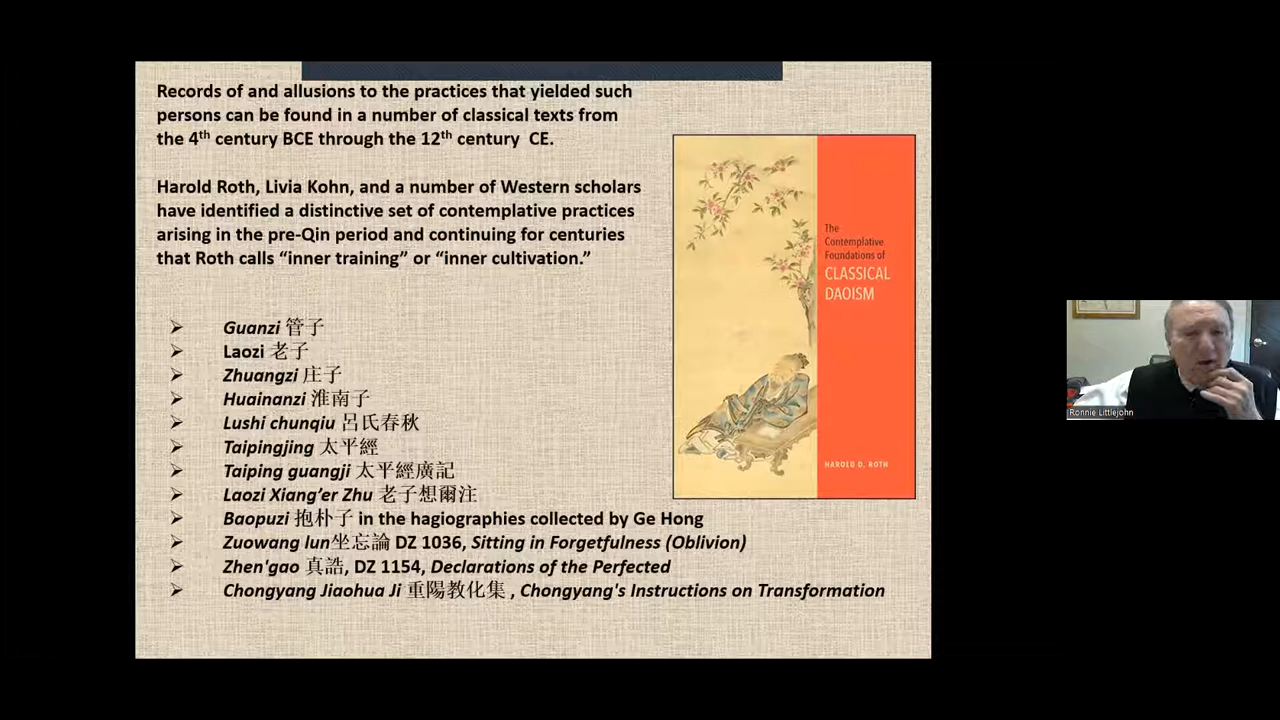 Records of and allusions to the practices that yielded such
persons can be found in a number of classical texts from
the 4th century BCE through the 12th century CE.
Harold Roth, Livia Kohn, and a number of Western scholars
have identified a distinctive set of contemplative practices
arising in the pre-Qin period and continuing for centuries
that Roth calls “inner training” or “inner cultivation.”
➢ Guanzi 管子
➢ Laozi 老子
➢ Zhuangzi 庄子
➢ Huainanzi 淮南子
➢ Lushi chunqiu 呂氏春秋
➢ Taipingjing 太平經
➢ Taiping guangji 太平經廣記
➢ Laozi Xiang’er Zhu 老子想爾注
➢ Baopuzi 抱朴子 in the hagiographies collected by Ge Hong
➢ Zuowang lun坐忘論 DZ 1036, Sitting in Forgetfulness (Oblivion)
➢ Zhen'gao 真誥, DZ 1154, Declarations of the Perfected
➢ Chongyang Jiaohua Ji 重陽教化集 , Chongyang's Instructions on Transformation
The
Contemplative
Foundations of
CLASSICAL
DAOISM
HAROLD D. ROTH
Ronnie Littlejohn